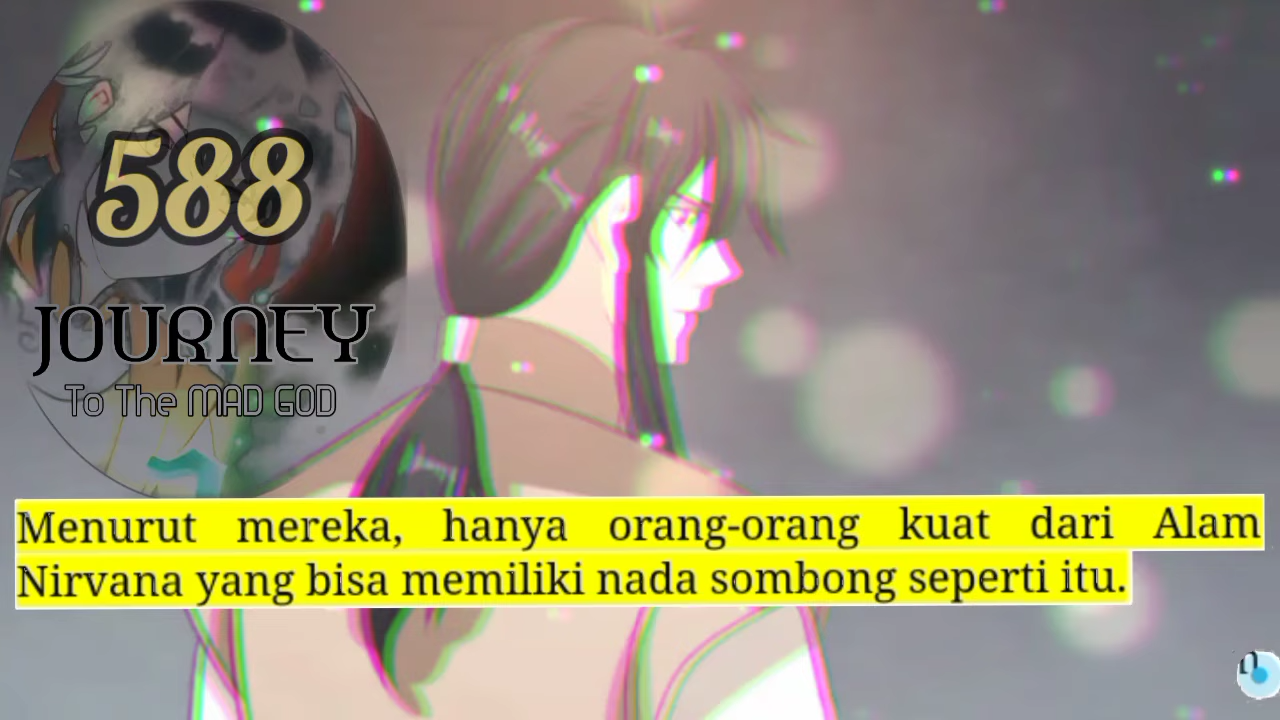 588
JOURNEY
To The MAD GOD
Menurut mereka, hanya orang-orang kuat dari Alam
Nirvana yang bisa memiliki nada sombong seperti itu.